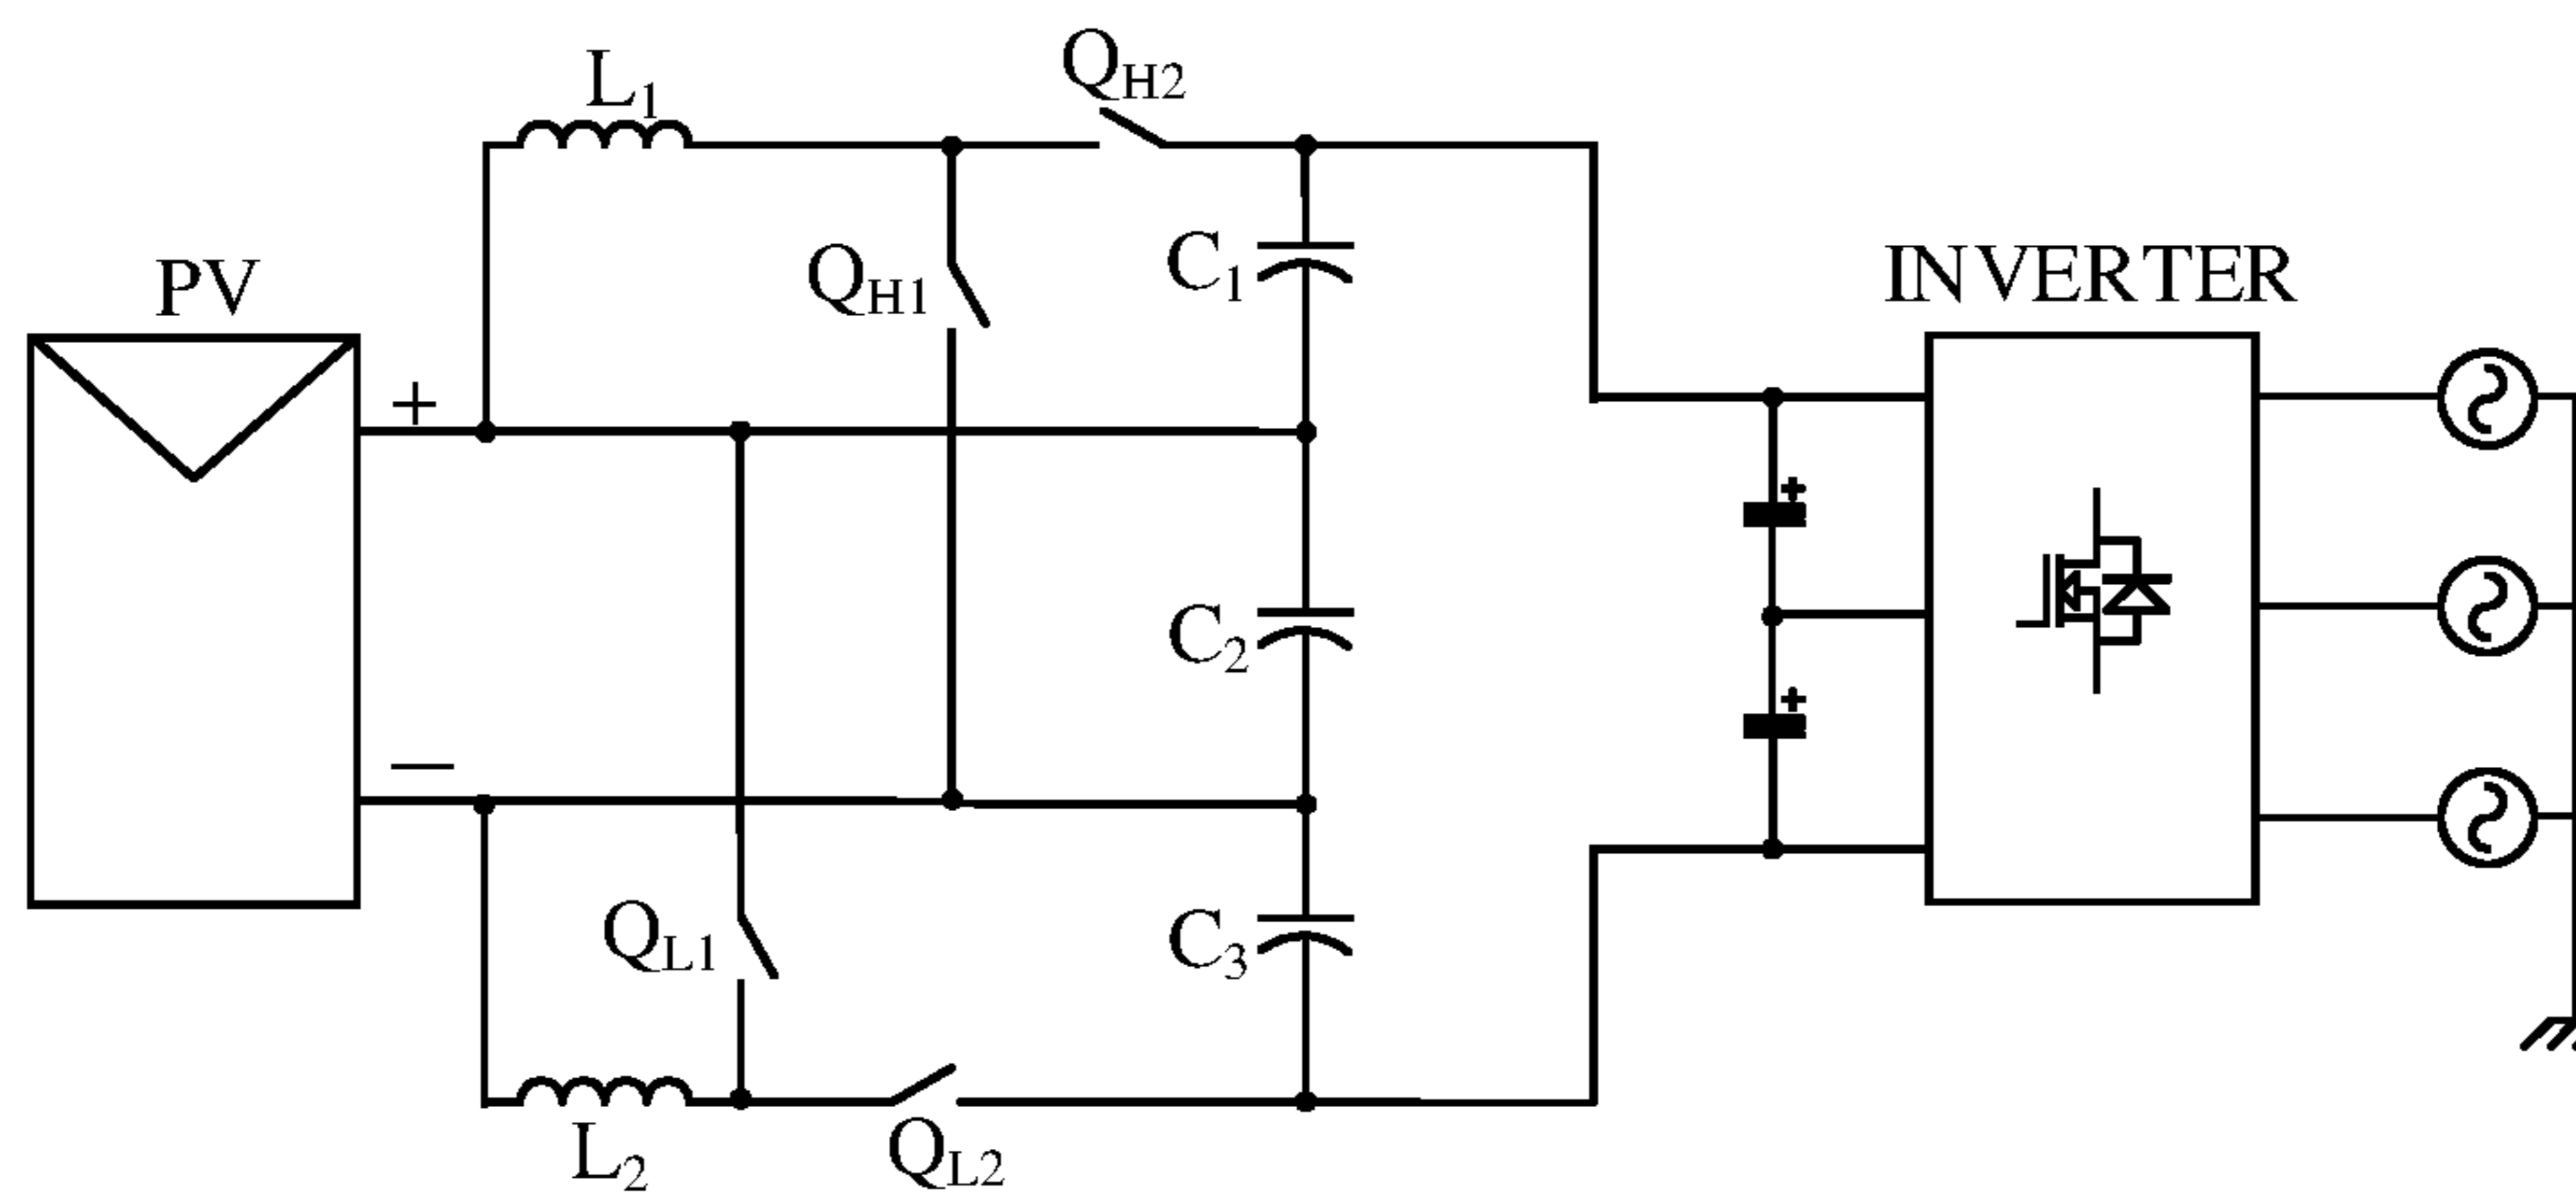 L1
QH2
QH1
C1
PV
INVERTER
+
+
C2
+
—
QL1
C3
L2
QL2